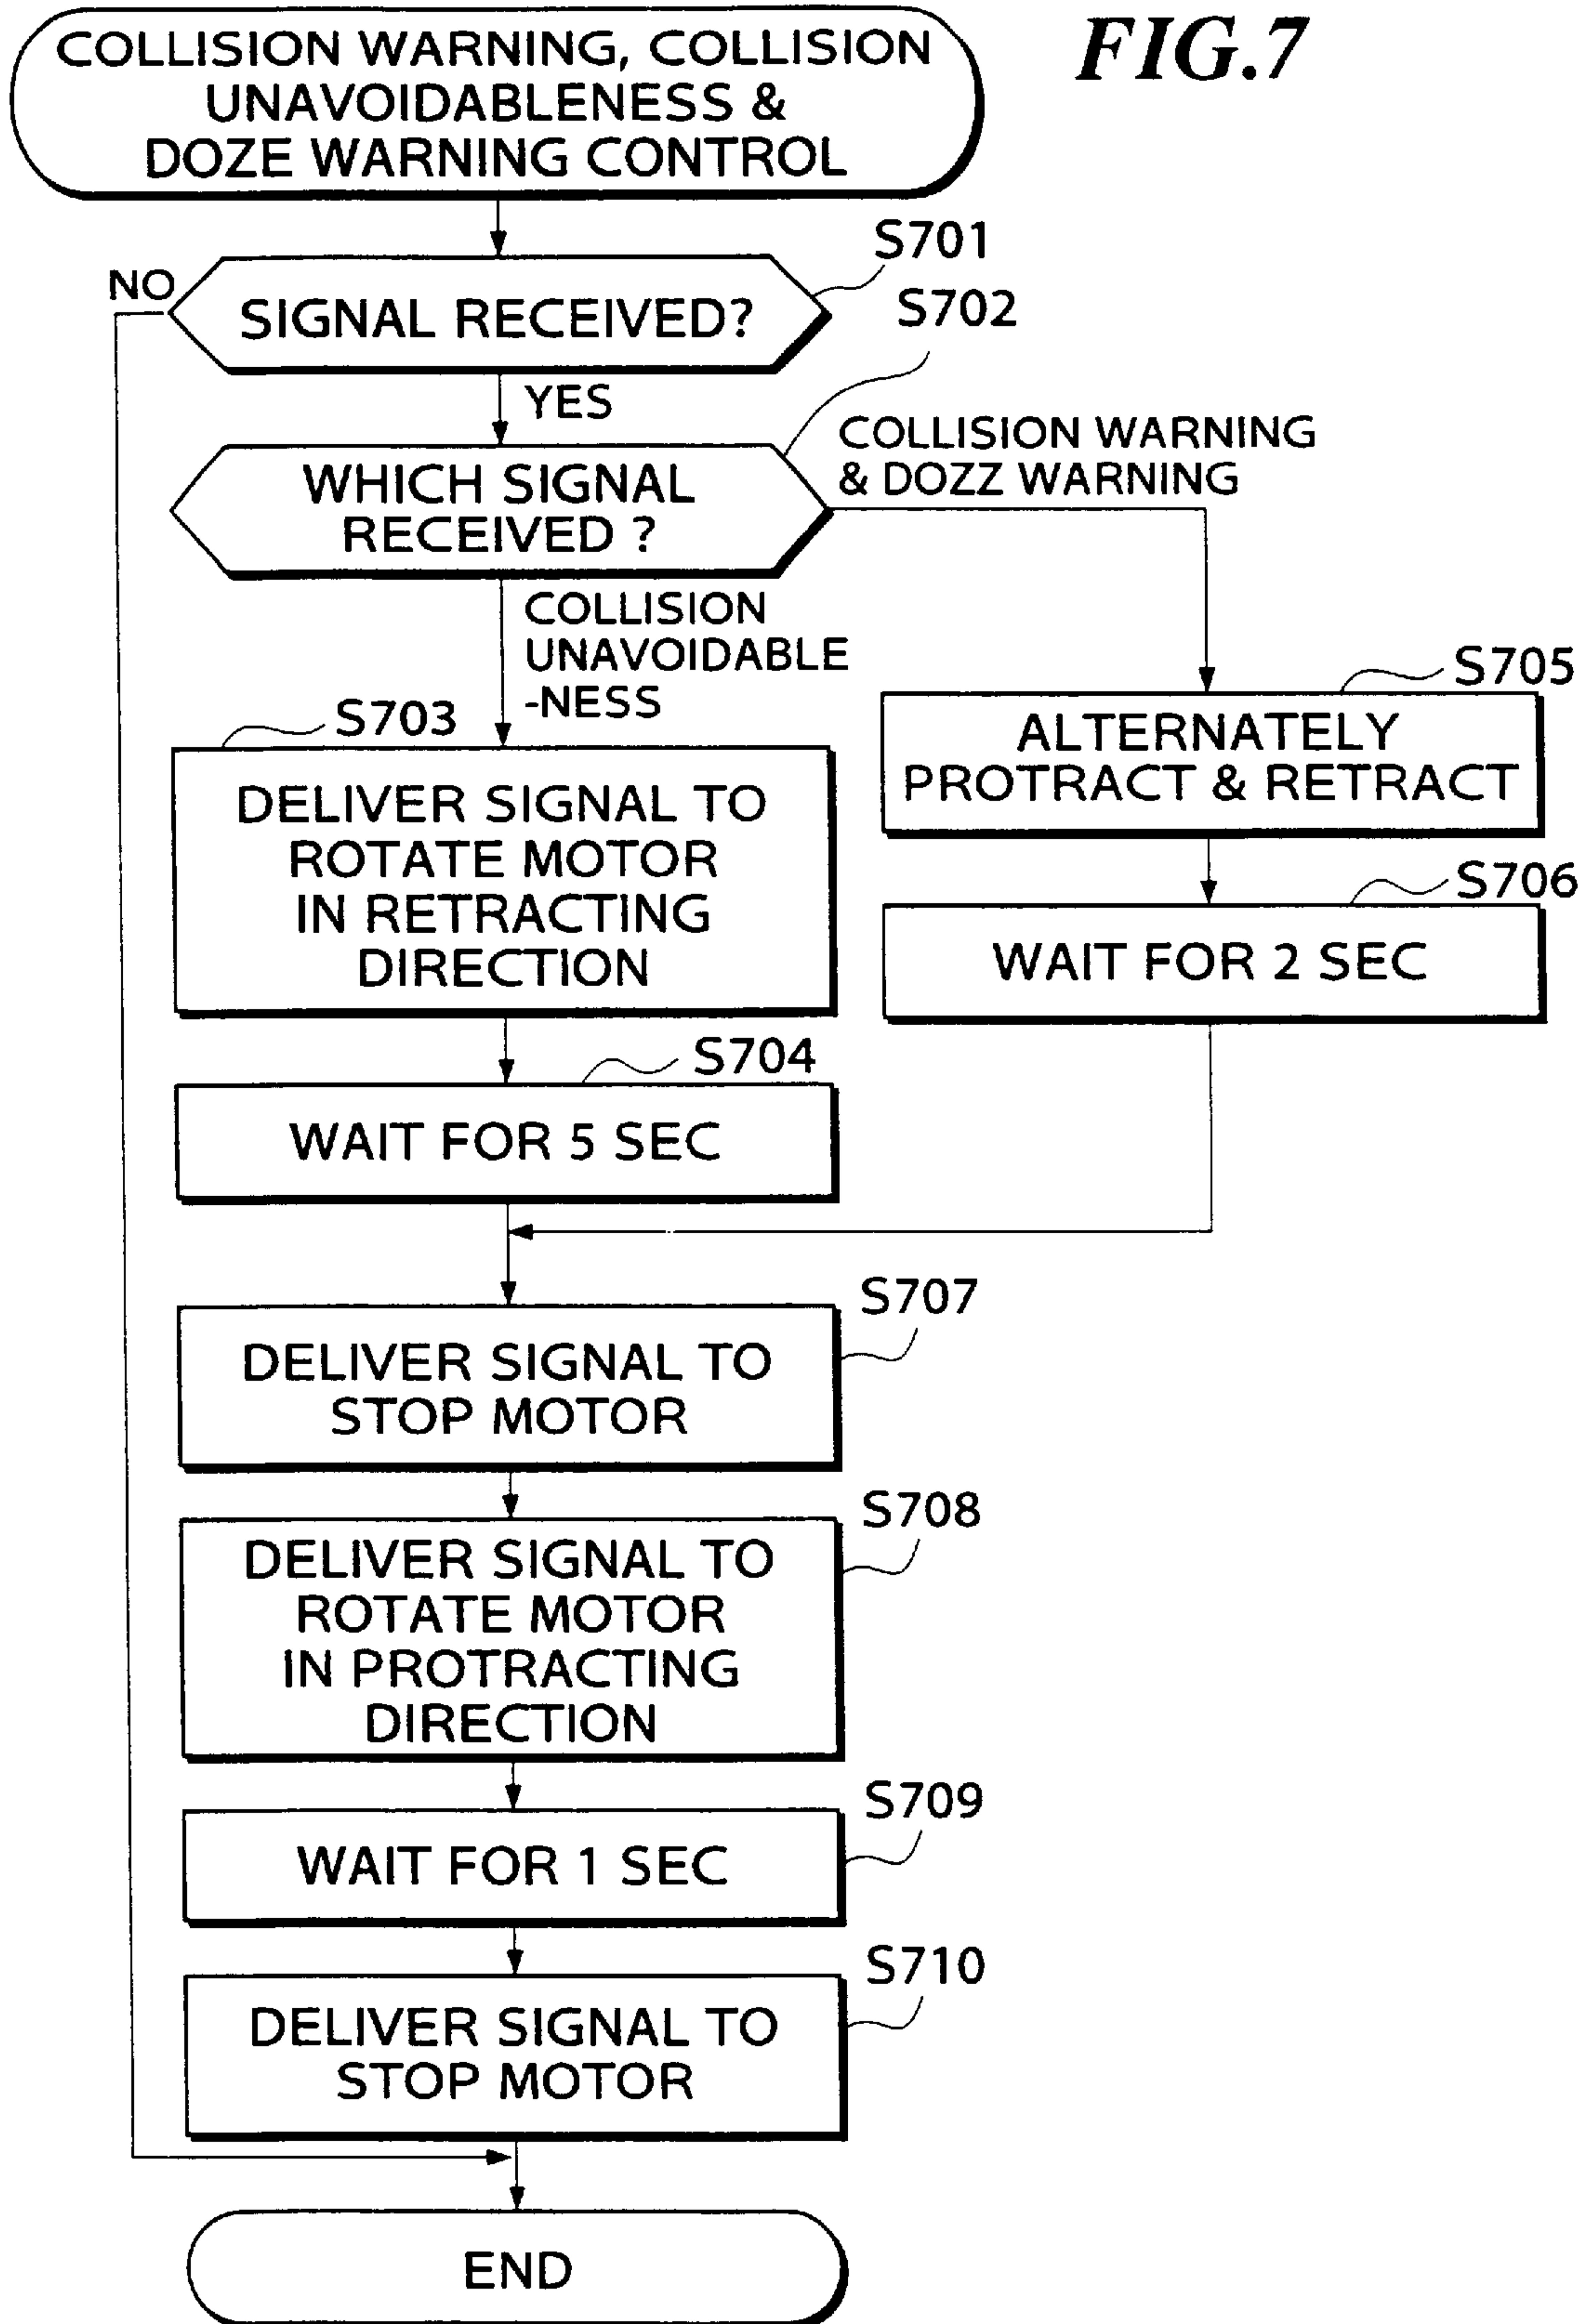 FIG.7
COLLISION WARNING, COLLISION
UNAVOIDABLENESS &
DOZE WARNING CONTROL
S701
NO
SIGNAL RECEIVED?
S702
YES
COLLISION WARNING
& DOZZ WARNING
WHICH SIGNAL
RECEIVED ?
COLLISION
UNAVOIDABLE
-NESS
S703
DELIVER SIGNAL TO
ROTATE MOTOR
IN RETRACTING
DIRECTION
S705
ALTERNATELY
PROTRACT & RETRACT
S706
WAIT FOR 2 SEC
S704
WAIT FOR 5 SEC
S707
DELIVER SIGNAL TO
STOP MOTOR
S708
DELIVER SIGNAL TO
ROTATE MOTOR
IN PROTRACTING
DIRECTION
S709
WAIT FOR 1 SEC
S710
DELIVER SIGNAL TO
STOP MOTOR
END